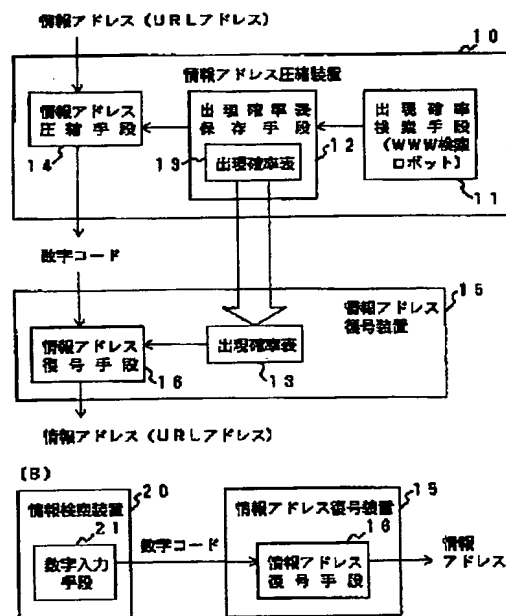 情報アドレス(URLアドレス)
10
情報アドレス圧縮装置
情報アドレス
圧縮手段
14
出現確率表
保存手段
13
出現確率表
12
出現確率
検索手段
(WWW検索
ロボット)
11
数字コード
15
情報アドレス
復号装置
情報アドレス
復号手段
16
出現確率表
13
情報アドレス(URLアドレス)
(B)
20
情報検索装置
21
数字入力
手段
数字コード
15
情報アドレス復号装置
16
情報アドレス
復号手段
情報
アドレス